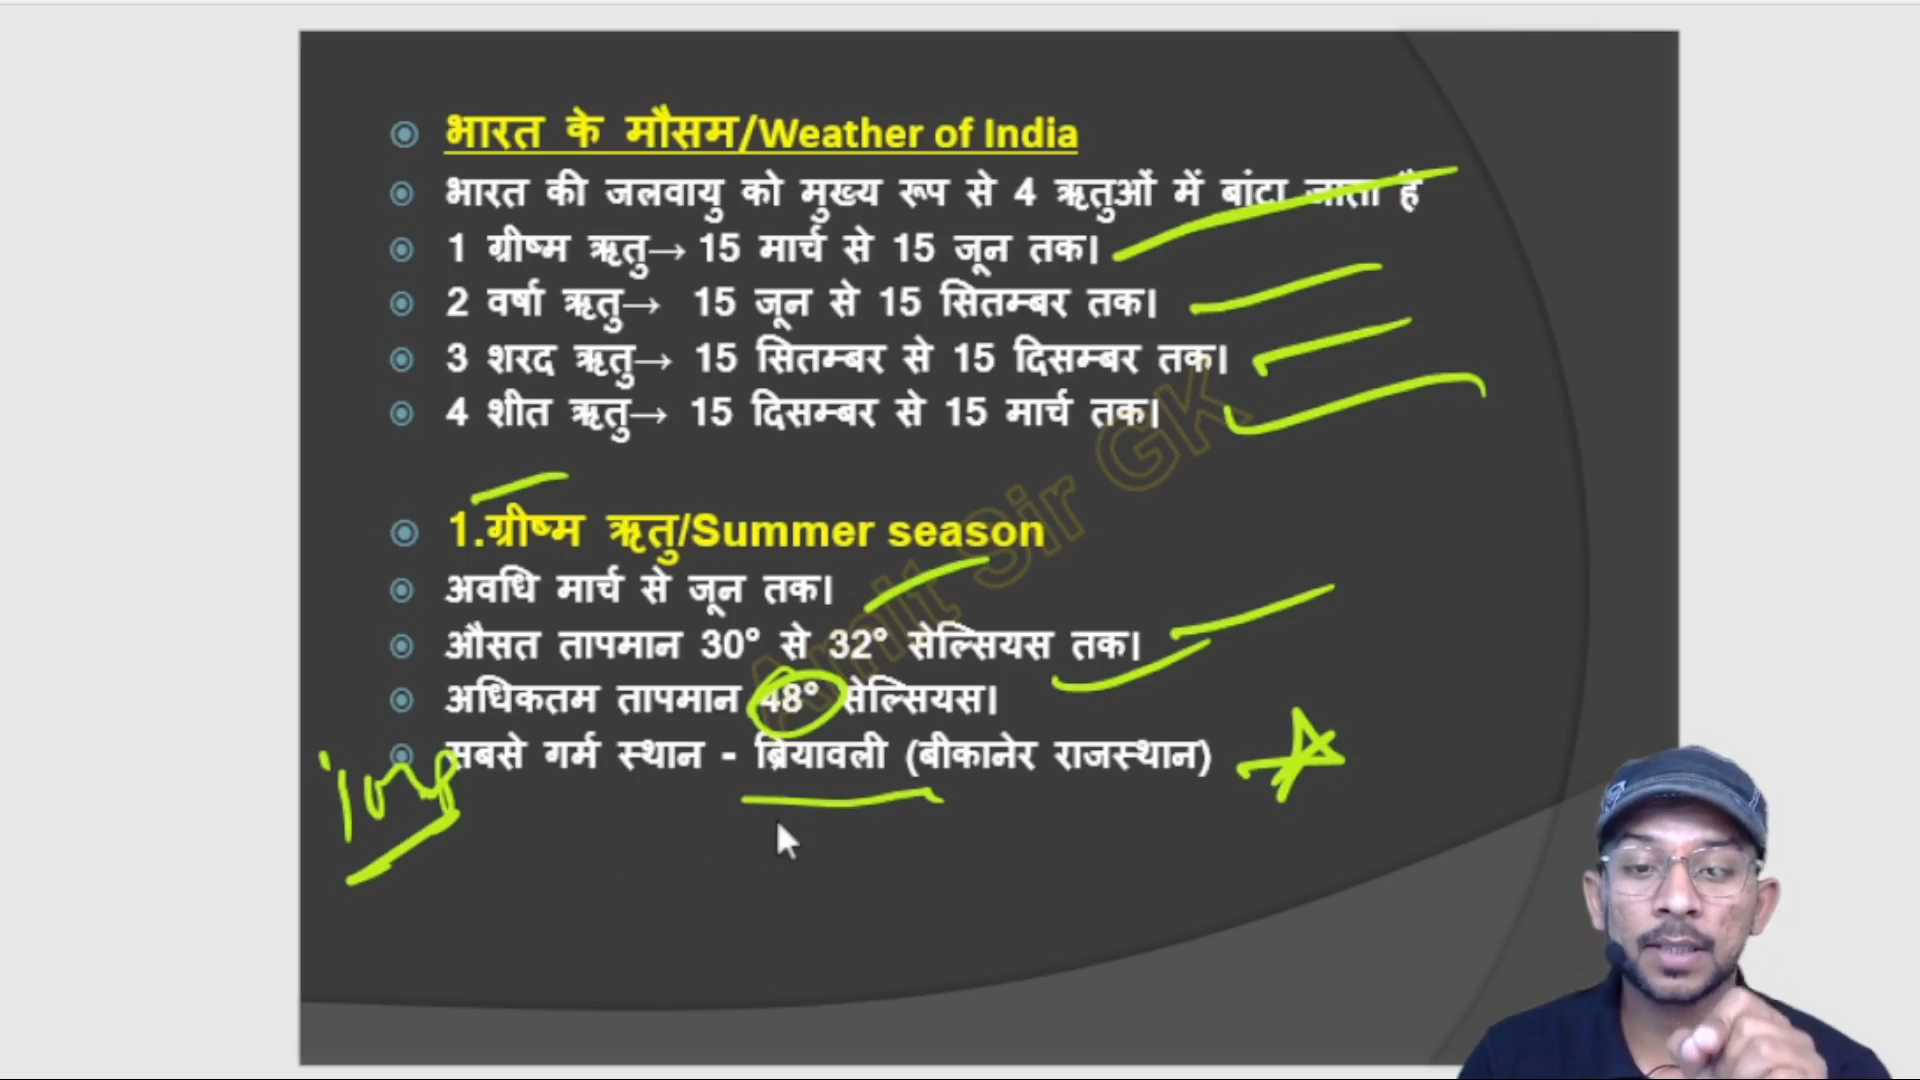 भारत के मौसम/Weather of India
भारत की जलवायु को मुख्य रूप से 4 ऋतुओं में बांटा जाता है
1 ग्रीष्म ऋतु→ 15 मार्च से 15 जून तक।
2 वर्षा ऋतु→ 15 जून से 15 सितम्बर तक।
3 शरद ऋतु→ 15 सितम्बर से 15 दिसम्बर तक।
4 शीत ऋतु→ 15 दिसम्बर से 15 मार्च तक।
1.ग्रीष्म ऋतु/Summer season
अवधि मार्च से जून तक।
औसत तापमान 30° से 32° सेल्सियस तक।
अधिकतम तापमान 48° सेल्सियस।
सबसे गर्म स्थान - ब्रियावली (बीकानेर राजस्थान)
Amit Sir GK